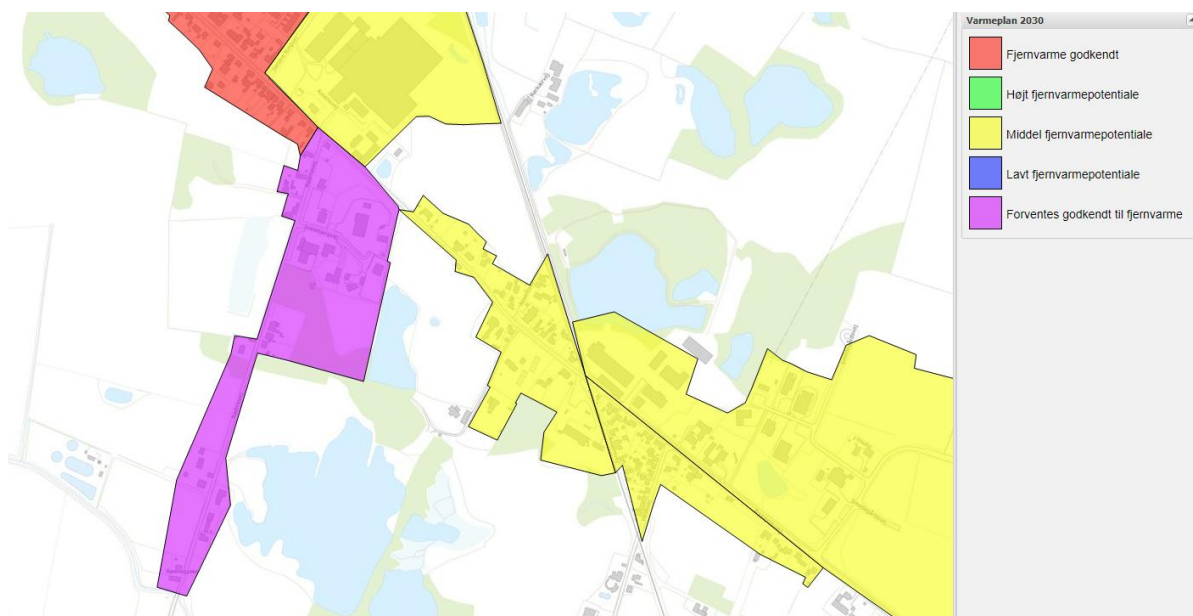 Varmeplan 2030
Fjernvarme godkendt
Højt fjernvarmepotentiale
Middel fjernvarmepotentiale
Lavt fjernvarmepotentiale
Forventes godkendt til fjernvarme